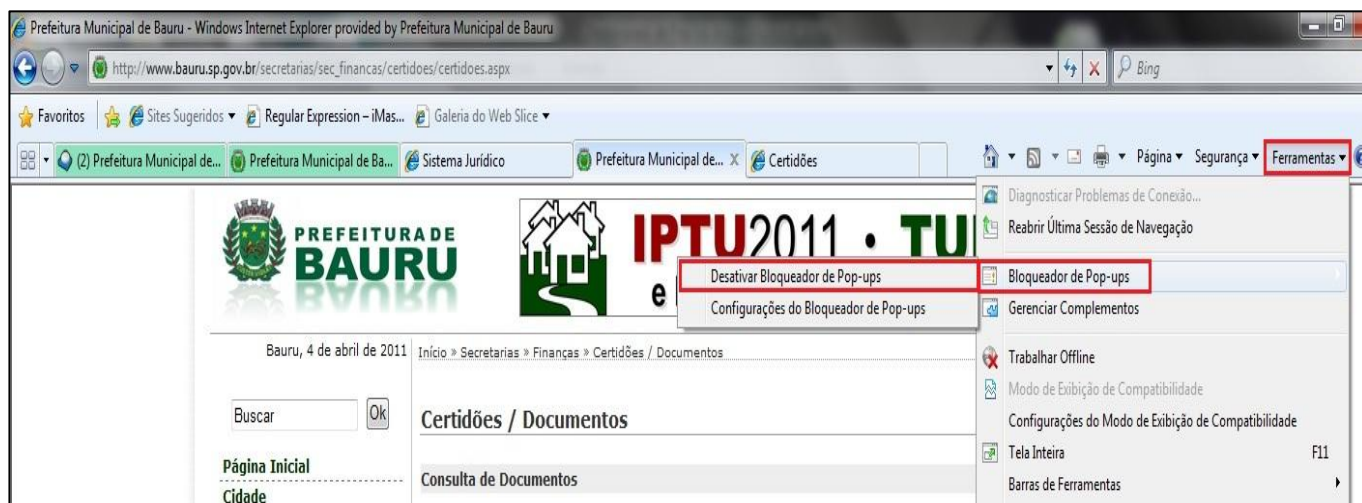 Prefeitura Municipal de Bauru - Windows Internet Explorer provided by Prefeitura Municipal de Bauru
http://www.bauru.sp.gov.br/secretarias/sec_financas/certidoes/certidoes.aspx
Bing
Favoritos Sites Sugeridos Regular Expression – iMas... Galeria do Web Slice
(2) Prefeitura Municipal de... Prefeitura Municipal de Ba... Sistema Jurídico Prefeitura Municipal de... X Certidões
Página Segurança Ferramentas
Diagnosticar Problemas de Conexão...
Reabrir Última Sessão de Navegação
Bloqueador de Pop-ups
Gerenciar Complementos
Trabalhar Offline
Modo de Exibição de Compatibilidade
Configurações do Modo de Exibição de Compatibilidade
Tela Inteira F11
Barras de Ferramentas
Desativar Bloqueador de Pop-ups
Configurações do Bloqueador de Pop-ups
PREFEITURA DE
BAURU
IPTU2011 • TU
e
Bauru, 4 de abril de 2011
Início » Secretarias » Finanças » Certidões / Documentos
Buscar Ok
Certidões / Documentos
Página Inicial
Consulta de Documentos
Cidade